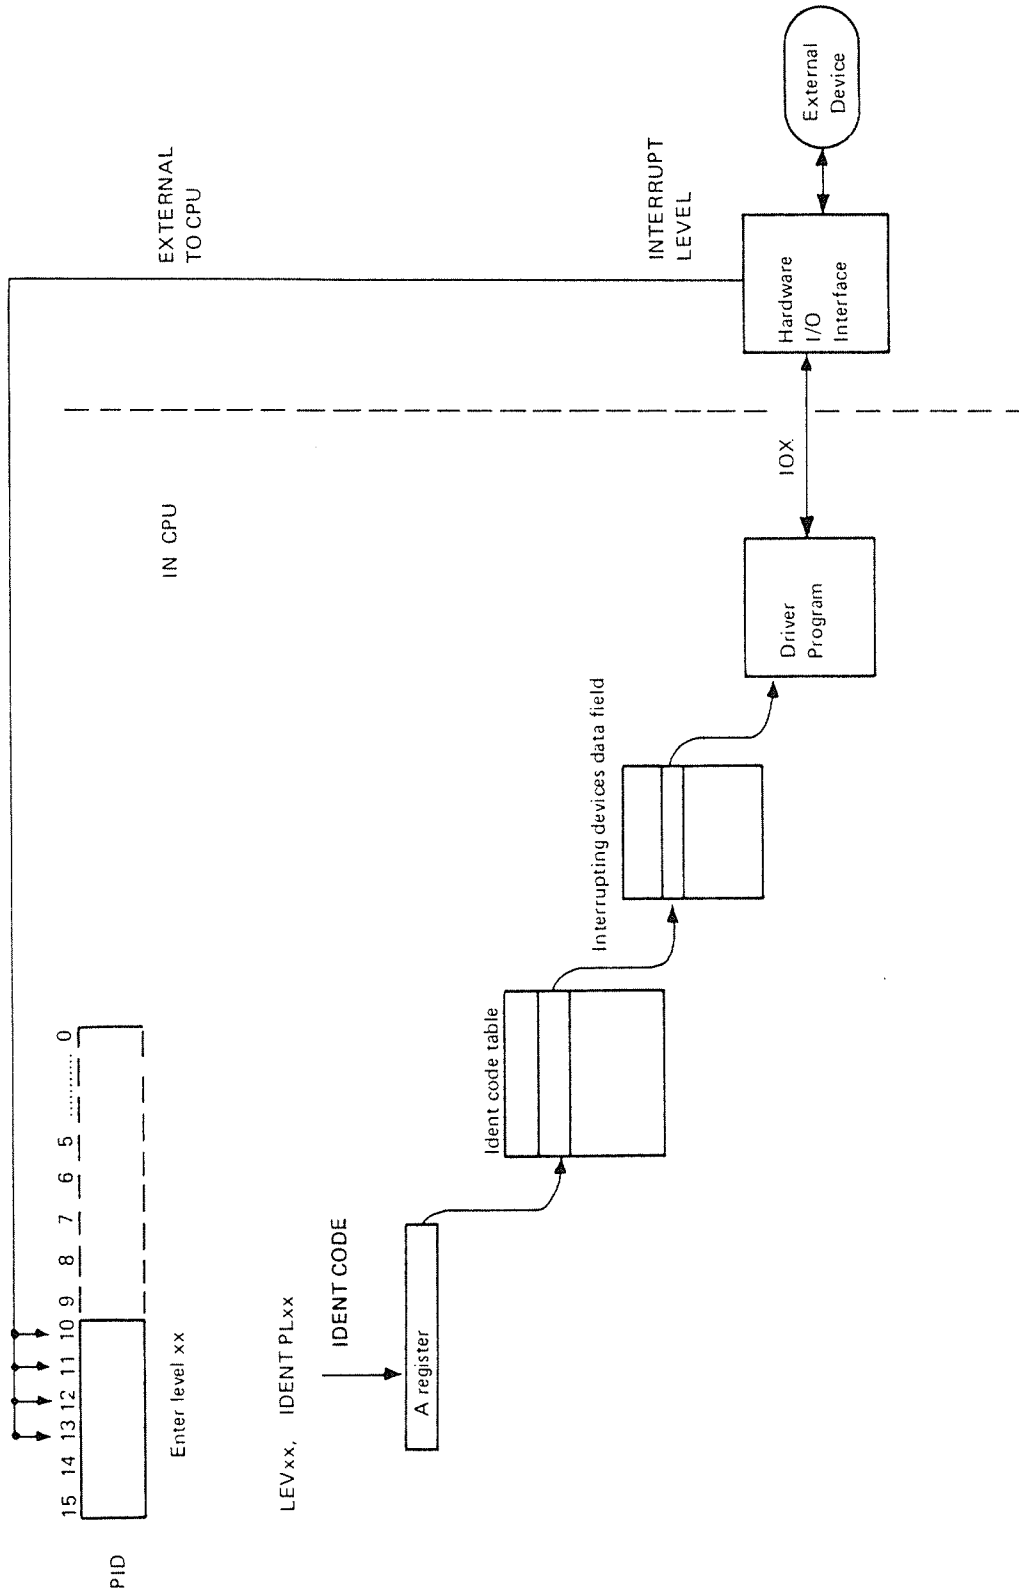 PID
15 14 13 12 11 10 9 8 7 6 5 .......... 0
Enter level xx
EXTERNAL
TO CPU
IN CPU
LEVxx, IDENT PLxx
IDENT CODE
A register
Ident code table
Interrupting devices data field
Driver
Program
IOX
INTERRUPT
LEVEL
Hardware
I/O
Interface
External
Device